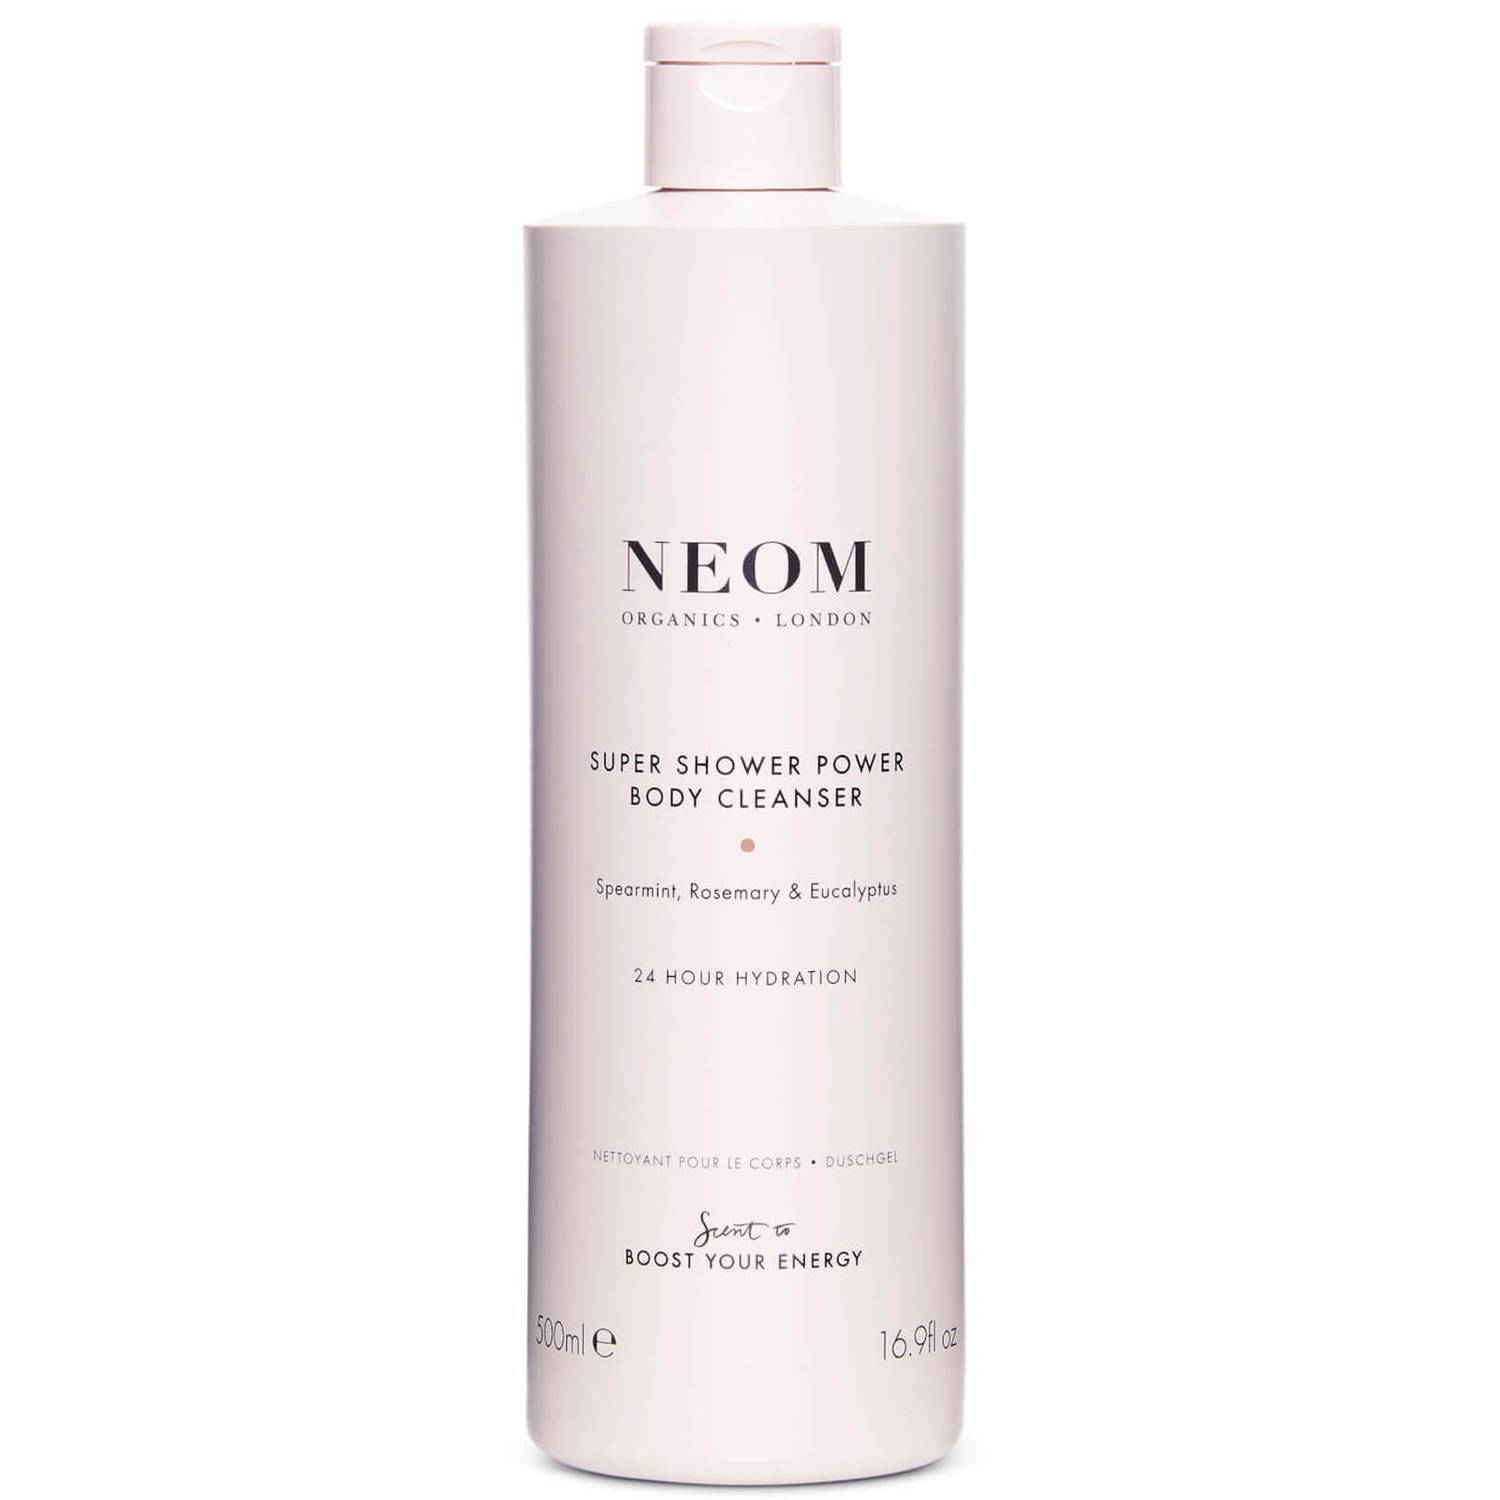 NEOM
ORGANICS • LONDON
SUPER SHOWER POWER
BODY CLEANSER
Spearmint, Rosemary & Eucalyptus
24 HOUR HYDRATION
NETTOYANT POUR LE CORPS • DUSCHGEL
Scent to
BOOST YOUR ENERGY
500ml ℮
16.9fl oz